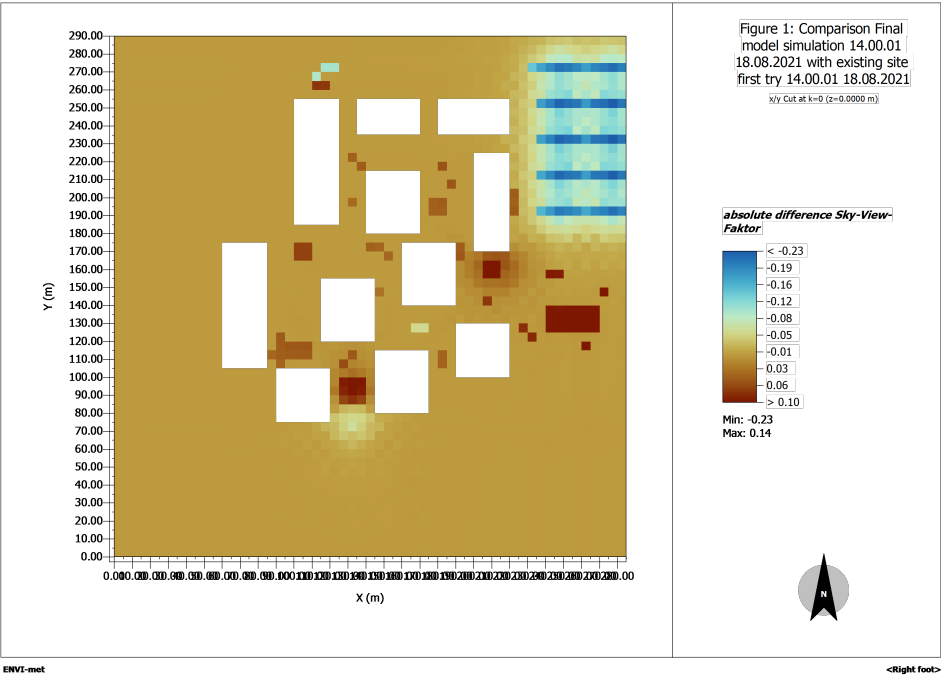 Figure 1: Comparison Final
model simulation 14.00.01
18.08.2021 with existing site
first try 14.00.01 18.08.2021
x/y Cut at k=0 (z=0.0000 m)
290.00
280.00
270.00
260.00
250.00
240.00
230.00
220.00
210.00
200.00
190.00
180.00
170.00
160.00
150.00
140.00
130.00
120.00
110.00
100.00
90.00
80.00
70.00
60.00
50.00
40.00
30.00
20.00
10.00
0.00
Y (m)
X (m)
absolute difference Sky-View-
Faktor
< -0.23
-0.19
-0.16
-0.12
-0.08
-0.05
-0.01
0.03
0.06
> 0.10
Min: -0.23
Max: 0.14
N
ENVI-met
<Right foot>